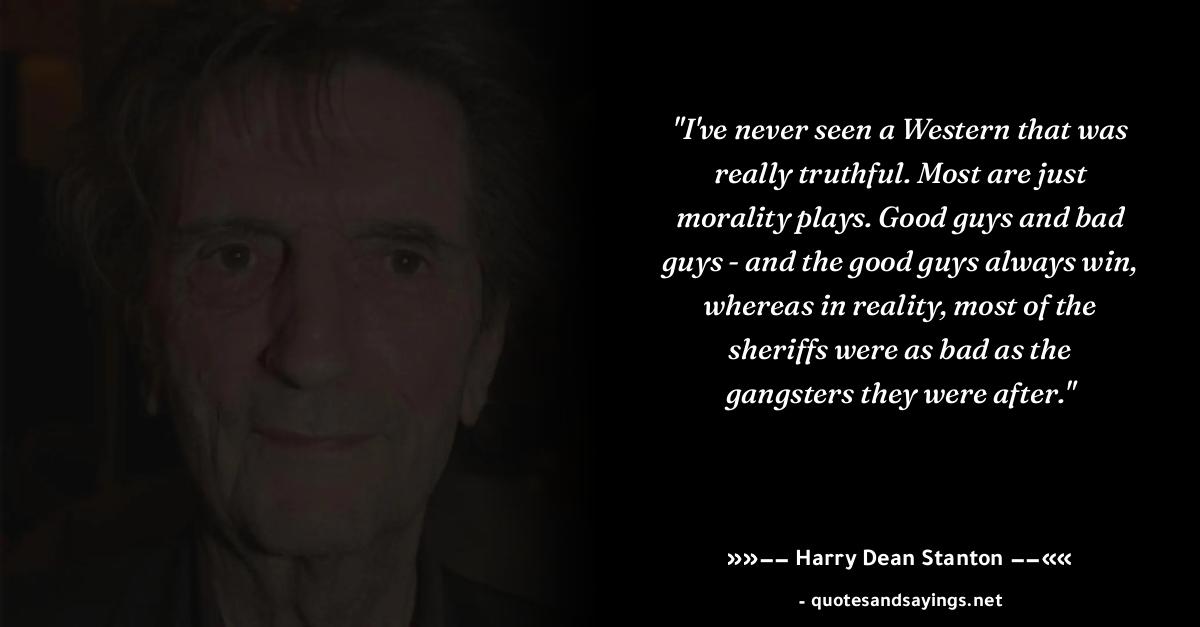 "I've never seen a Western that was
really truthful. Most are just
morality plays. Good guys and bad
guys - and the good guys always win,
whereas in reality, most of the
sheriffs were as bad as the
gangsters they were after."
»»−− Harry Dean Stanton −−««
- quotesandsayings.net